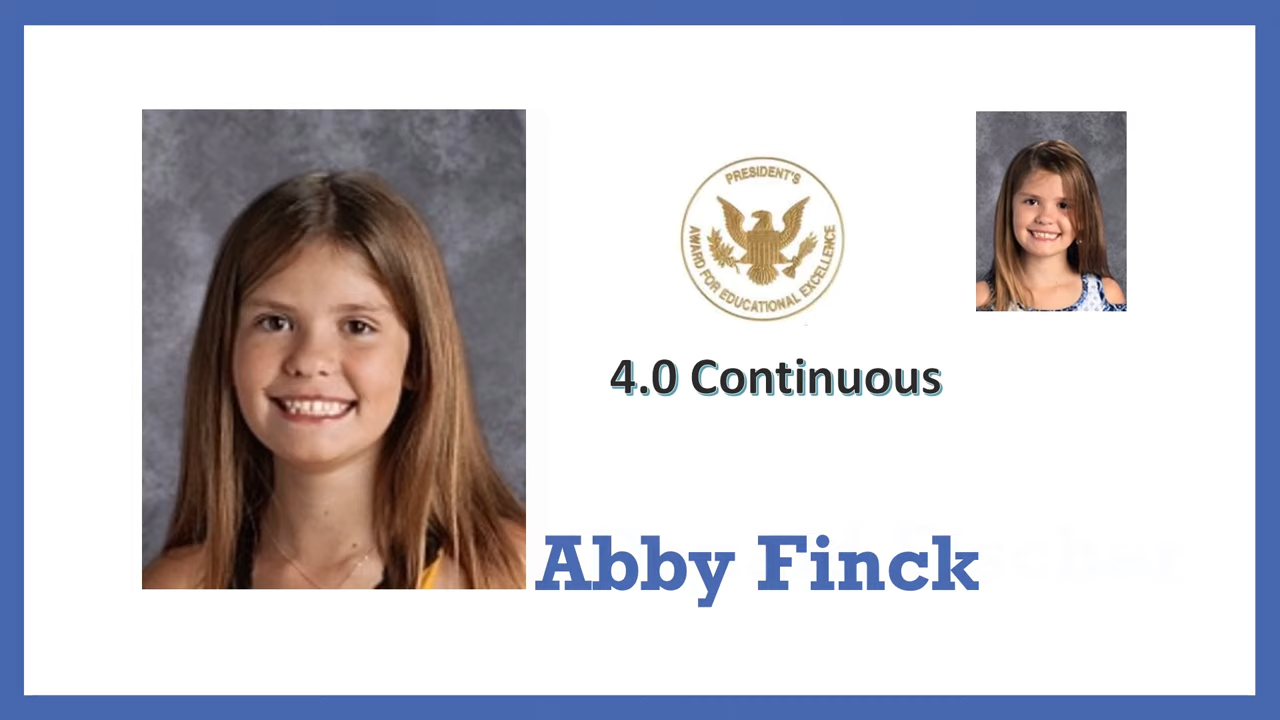 PRESIDENT'S
AWARD FOR EDUCATIONAL EXCELLENCE
4.0 Continuous
Abby Finck